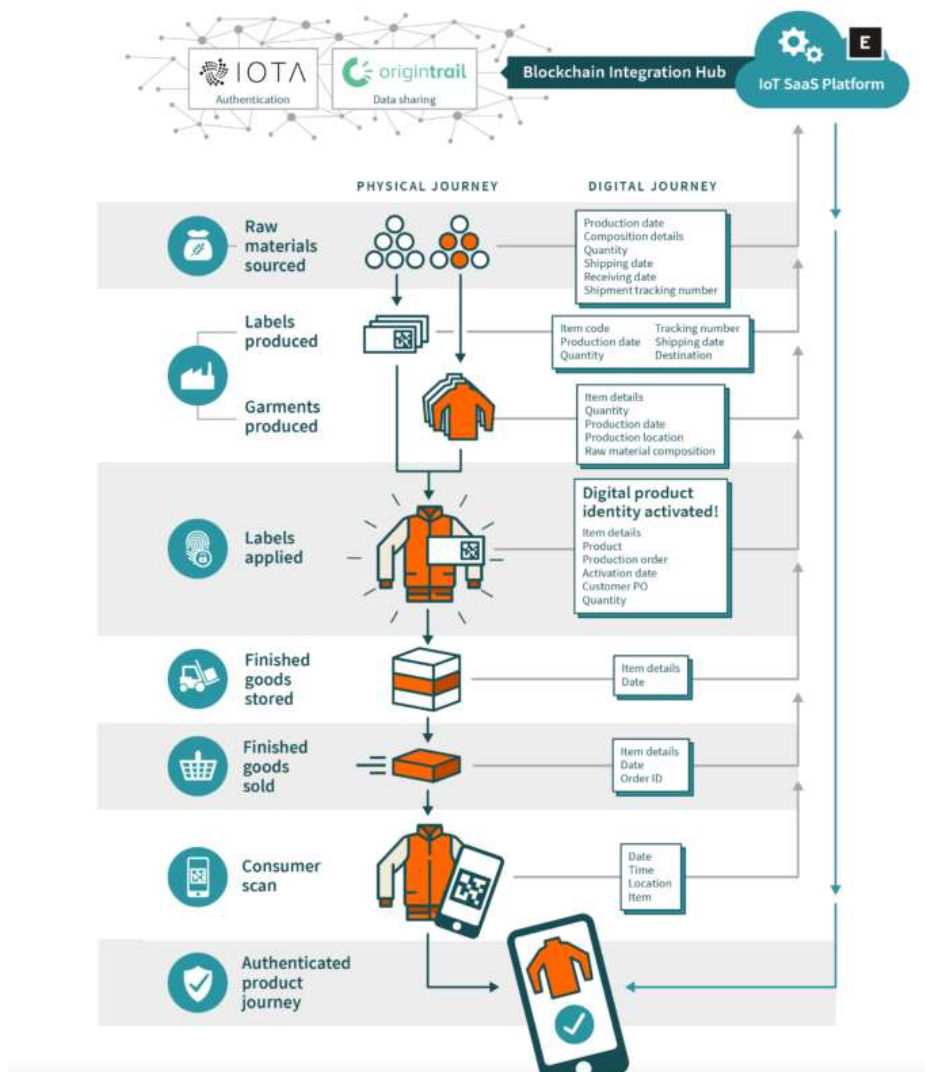 IOTA
Authentication
origintrail
Data sharing
Blockchain Integration Hub
E
IoT SaaS Platform
PHYSICAL JOURNEY
DIGITAL JOURNEY
Raw
materials
sourced
Production date
Composition details
Quantity
Shipping date
Receiving date
Shipment tracking number
Labels
produced
Item code
Production date
Quantity
Tracking number
Shipping date
Destination
Garments
produced
Item details
Quantity
Production date
Production location
Raw material composition
Labels
applied
Digital product
identity activated!
Item details
Product
Production order
Activation date
Customer PO
Quantity
Finished
goods
stored
Item details
Date
Finished
goods
sold
Item details
Date
Order ID
Consumer
scan
Date
Time
Location
Item
Authenticated
product
journey